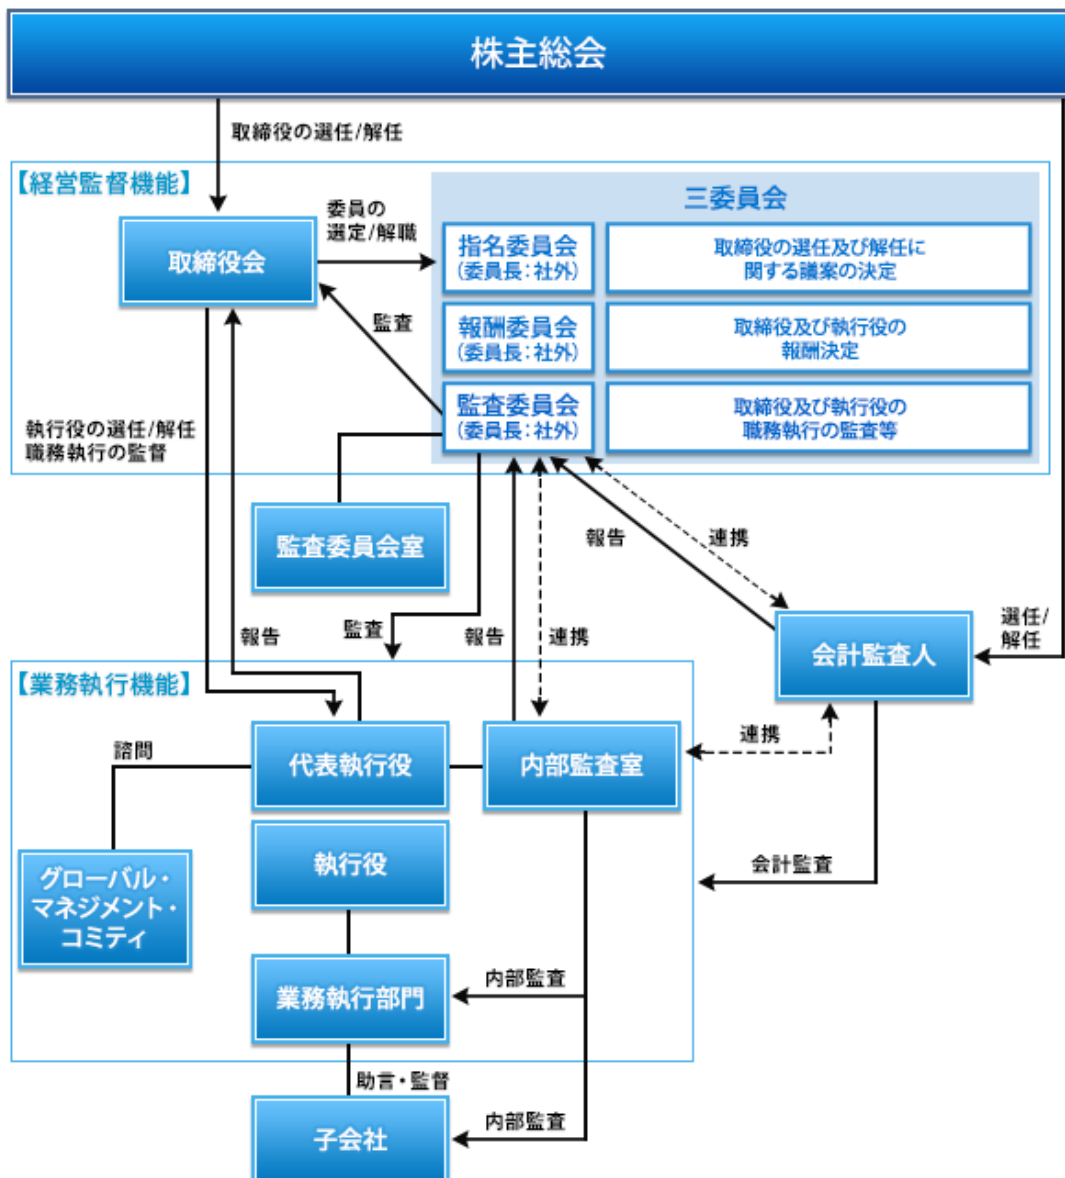 株主総会
取締役の選任/解任
【経営監督機能】
三委員会
委員の
選定/解職
取締役会
指名委員会
(委員長:社外)
取締役の選任及び解任に
関する議案の決定
監査
報酬委員会
(委員長:社外)
取締役及び執行役の
報酬決定
監査委員会
(委員長:社外)
取締役及び執行役の
職務執行の監査等
執行役の選任/解任
職務執行の監督
監査委員会室
報告
連携
選任/
解任
報告
監査
報告
連携
会計監査人
【業務執行機能】
諮問
代表執行役
内部監査室
連携
執行役
会計監査
グローバル・
マネジメント・
コミティ
業務執行部門
内部監査
助言・監督
子会社
内部監査